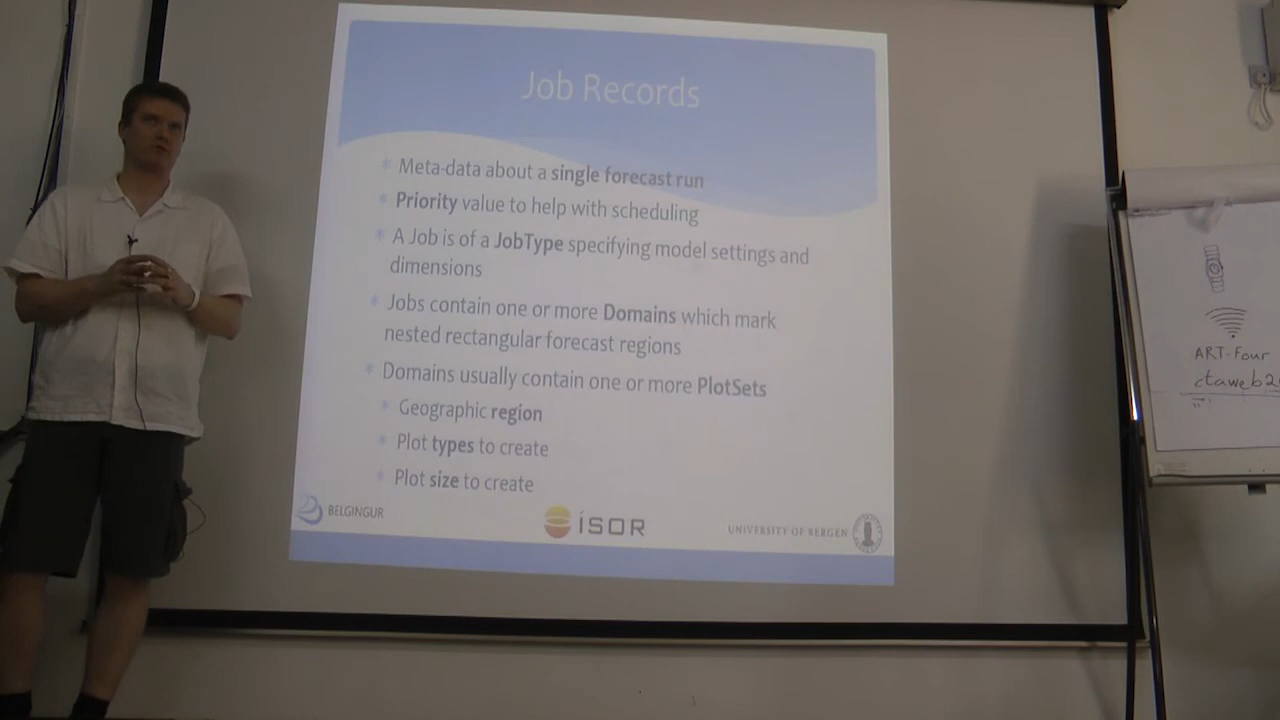 Job Records
Meta-data about a single forecast run
Priority value to help with scheduling
A Job is of a JobType specifying model settings and
dimensions
Jobs contain one or more Domains which mark
nested rectangular forecast regions
Domains usually contain one or more PlotSets
Geographic region
Plot types to create
Plot size to create
BELGINGUR
ÍSOR
UNIVERSITY OF BERGEN
ART-Four